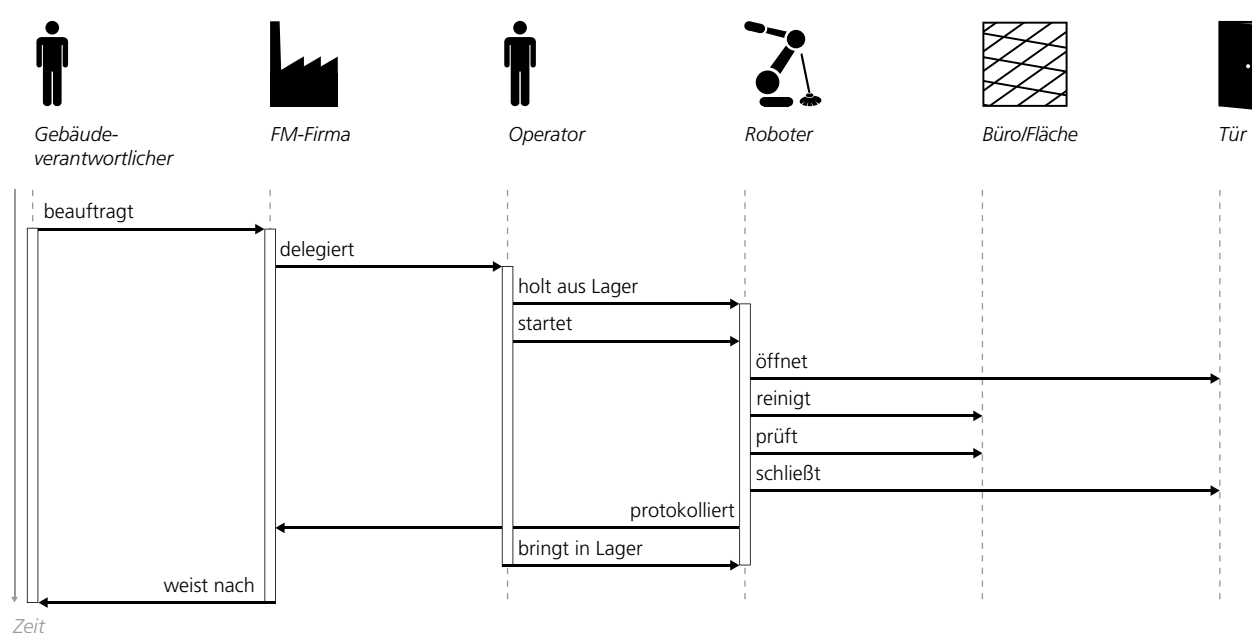 Gebäude-
verantwortlicher
FM-Firma
Operator
Roboter
Büro/Fläche
Tür
beauftragt
delegiert
holt aus Lager
startet
öffnet
reinigt
prüft
schließt
protokolliert
bringt in Lager
weist nach
Zeit